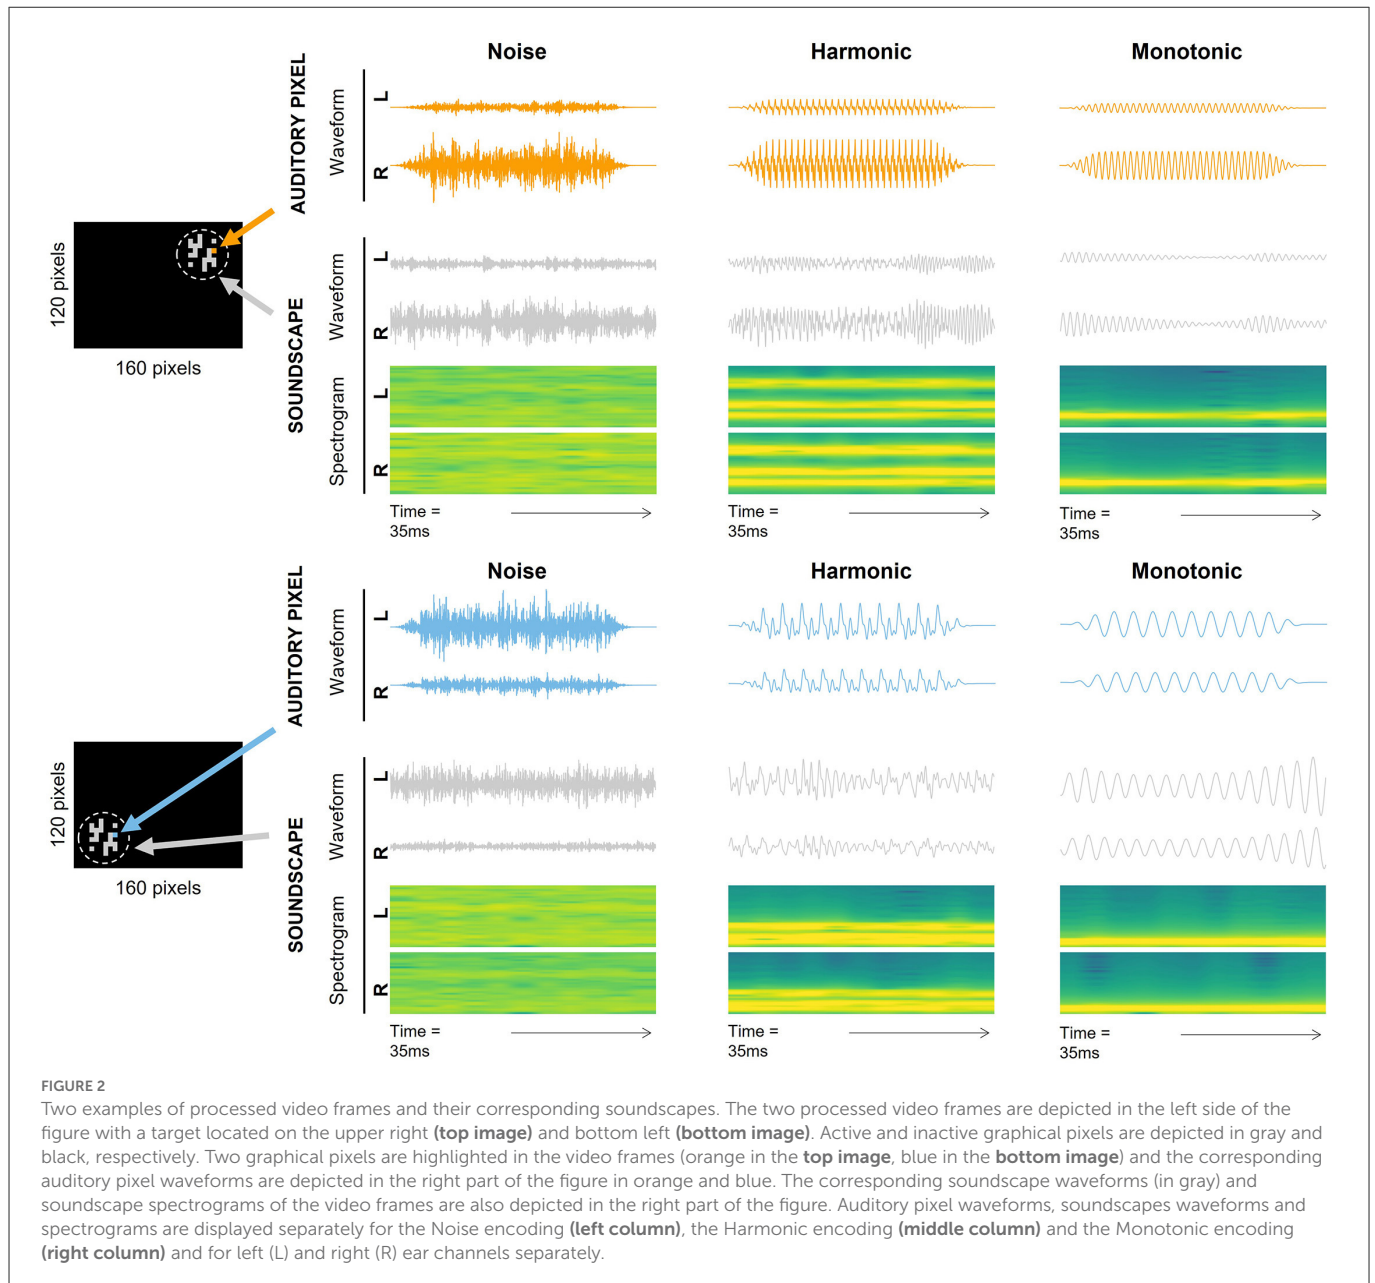 Noise
Harmonic
Monotonic
AUDITORY PIXEL
Waveform
L
R
120 pixels
160 pixels
SOUNDSCAPE
Waveform
L
R
Spectrogram
L
R
Time =
35ms
Time =
35ms
Time =
35ms
Noise
Harmonic
Monotonic
AUDITORY PIXEL
Waveform
L
R
120 pixels
160 pixels
SOUNDSCAPE
Waveform
L
R
Spectrogram
L
R
Time =
35ms
Time =
35ms
Time =
35ms
FIGURE 2
Two examples of processed video frames and their corresponding soundscapes. The two processed video frames are depicted in the left side of the
figure with a target located on the upper right (top image) and bottom left (bottom image). Active and inactive graphical pixels are depicted in gray and
black, respectively. Two graphical pixels are highlighted in the video frames (orange in the top image, blue in the bottom image) and the corresponding
auditory pixel waveforms are depicted in the right part of the figure in orange and blue. The corresponding soundscape waveforms (in gray) and
soundscape spectrograms of the video frames are also depicted in the right part of the figure. Auditory pixel waveforms, soundscapes waveforms and
spectrograms are displayed separately for the Noise encoding (left column), the Harmonic encoding (middle column) and the Monotonic encoding
(right column) and for left (L) and right (R) ear channels separately.